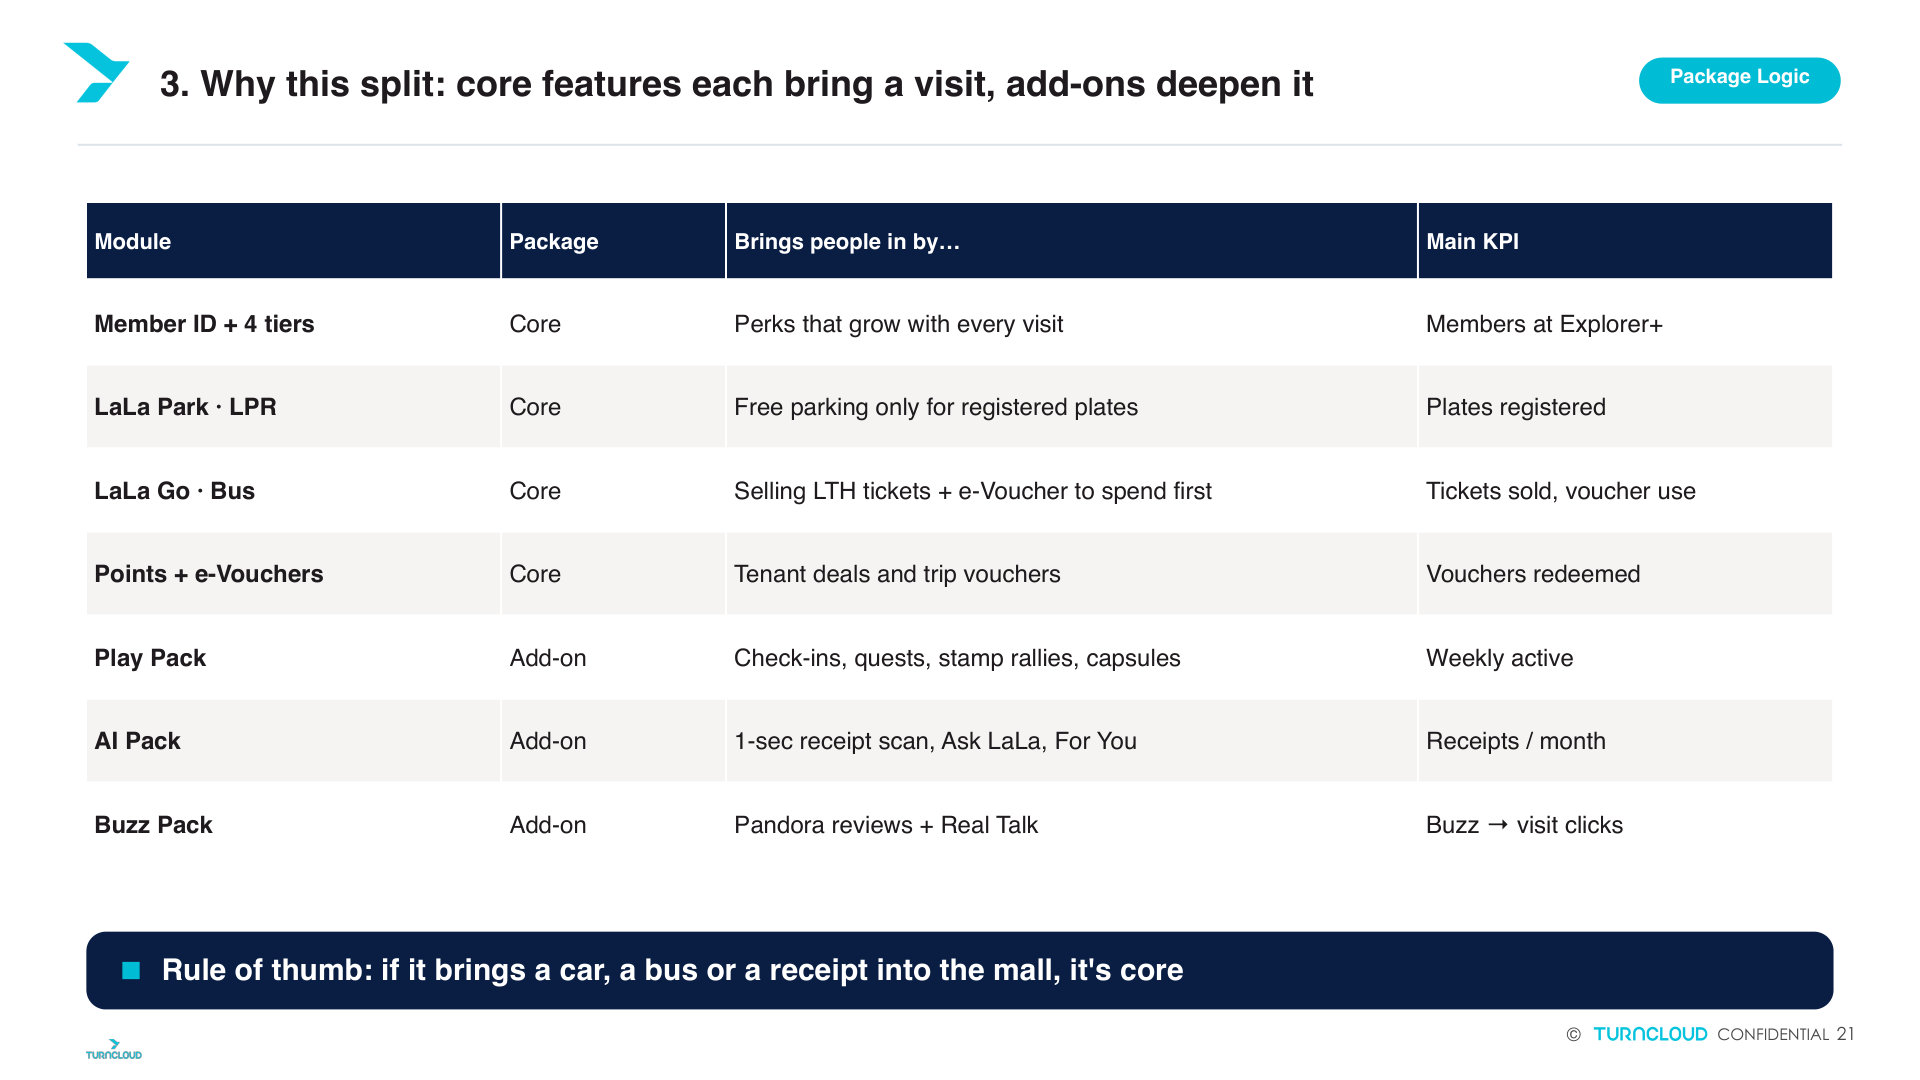 3. Why this split: core features each bring a visit, add-ons deepen it
Package Logic
Module Package Brings people in by… Main KPI
Member ID + 4 tiers Core Perks that grow with every visit Members at Explorer+
LaLa Park · LPR Core Free parking only for registered plates Plates registered
LaLa Go · Bus Core Selling LTH tickets + e-Voucher to spend first Tickets sold, voucher use
Points + e-Vouchers Core Tenant deals and trip vouchers Vouchers redeemed
Play Pack Add-on Check-ins, quests, stamp rallies, capsules Weekly active
AI Pack Add-on 1-sec receipt scan, Ask LaLa, For You Receipts / month
Buzz Pack Add-on Pandora reviews + Real Talk Buzz → visit clicks
Rule of thumb: if it brings a car, a bus or a receipt into the mall, it's core
© TURNCLOUD CONFIDENTIAL 21
TURNCLOUD